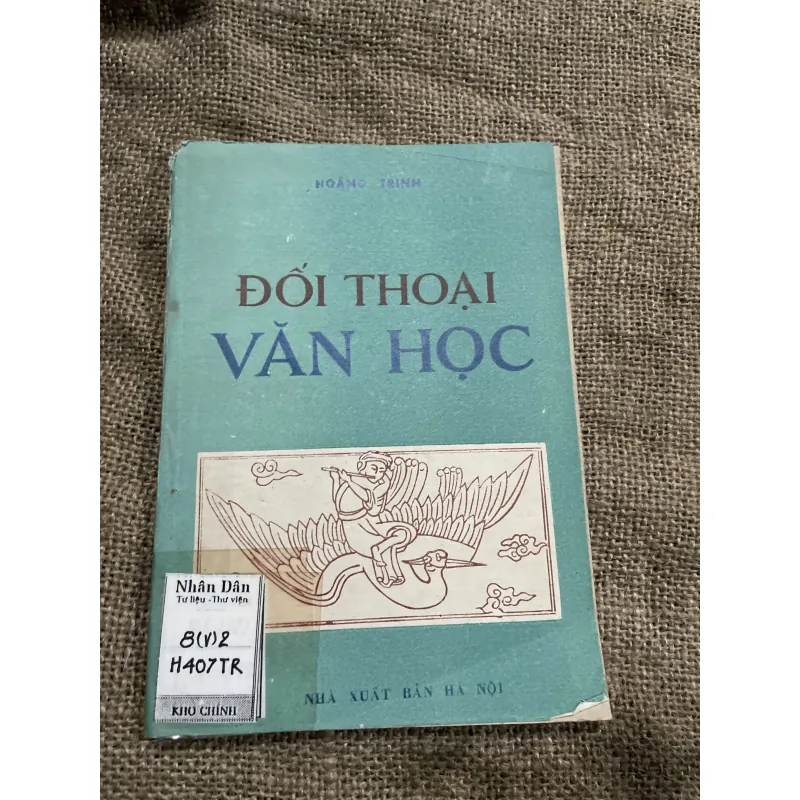 HOÀNG TRINH
ĐỐI THOẠI
VĂN HỌC
Nhân Dân
Tư liệu -Thư viện
8(V)2
H407TR
KHO CHÍNH
NHÀ XUẤT BẢN HÀ NỘI